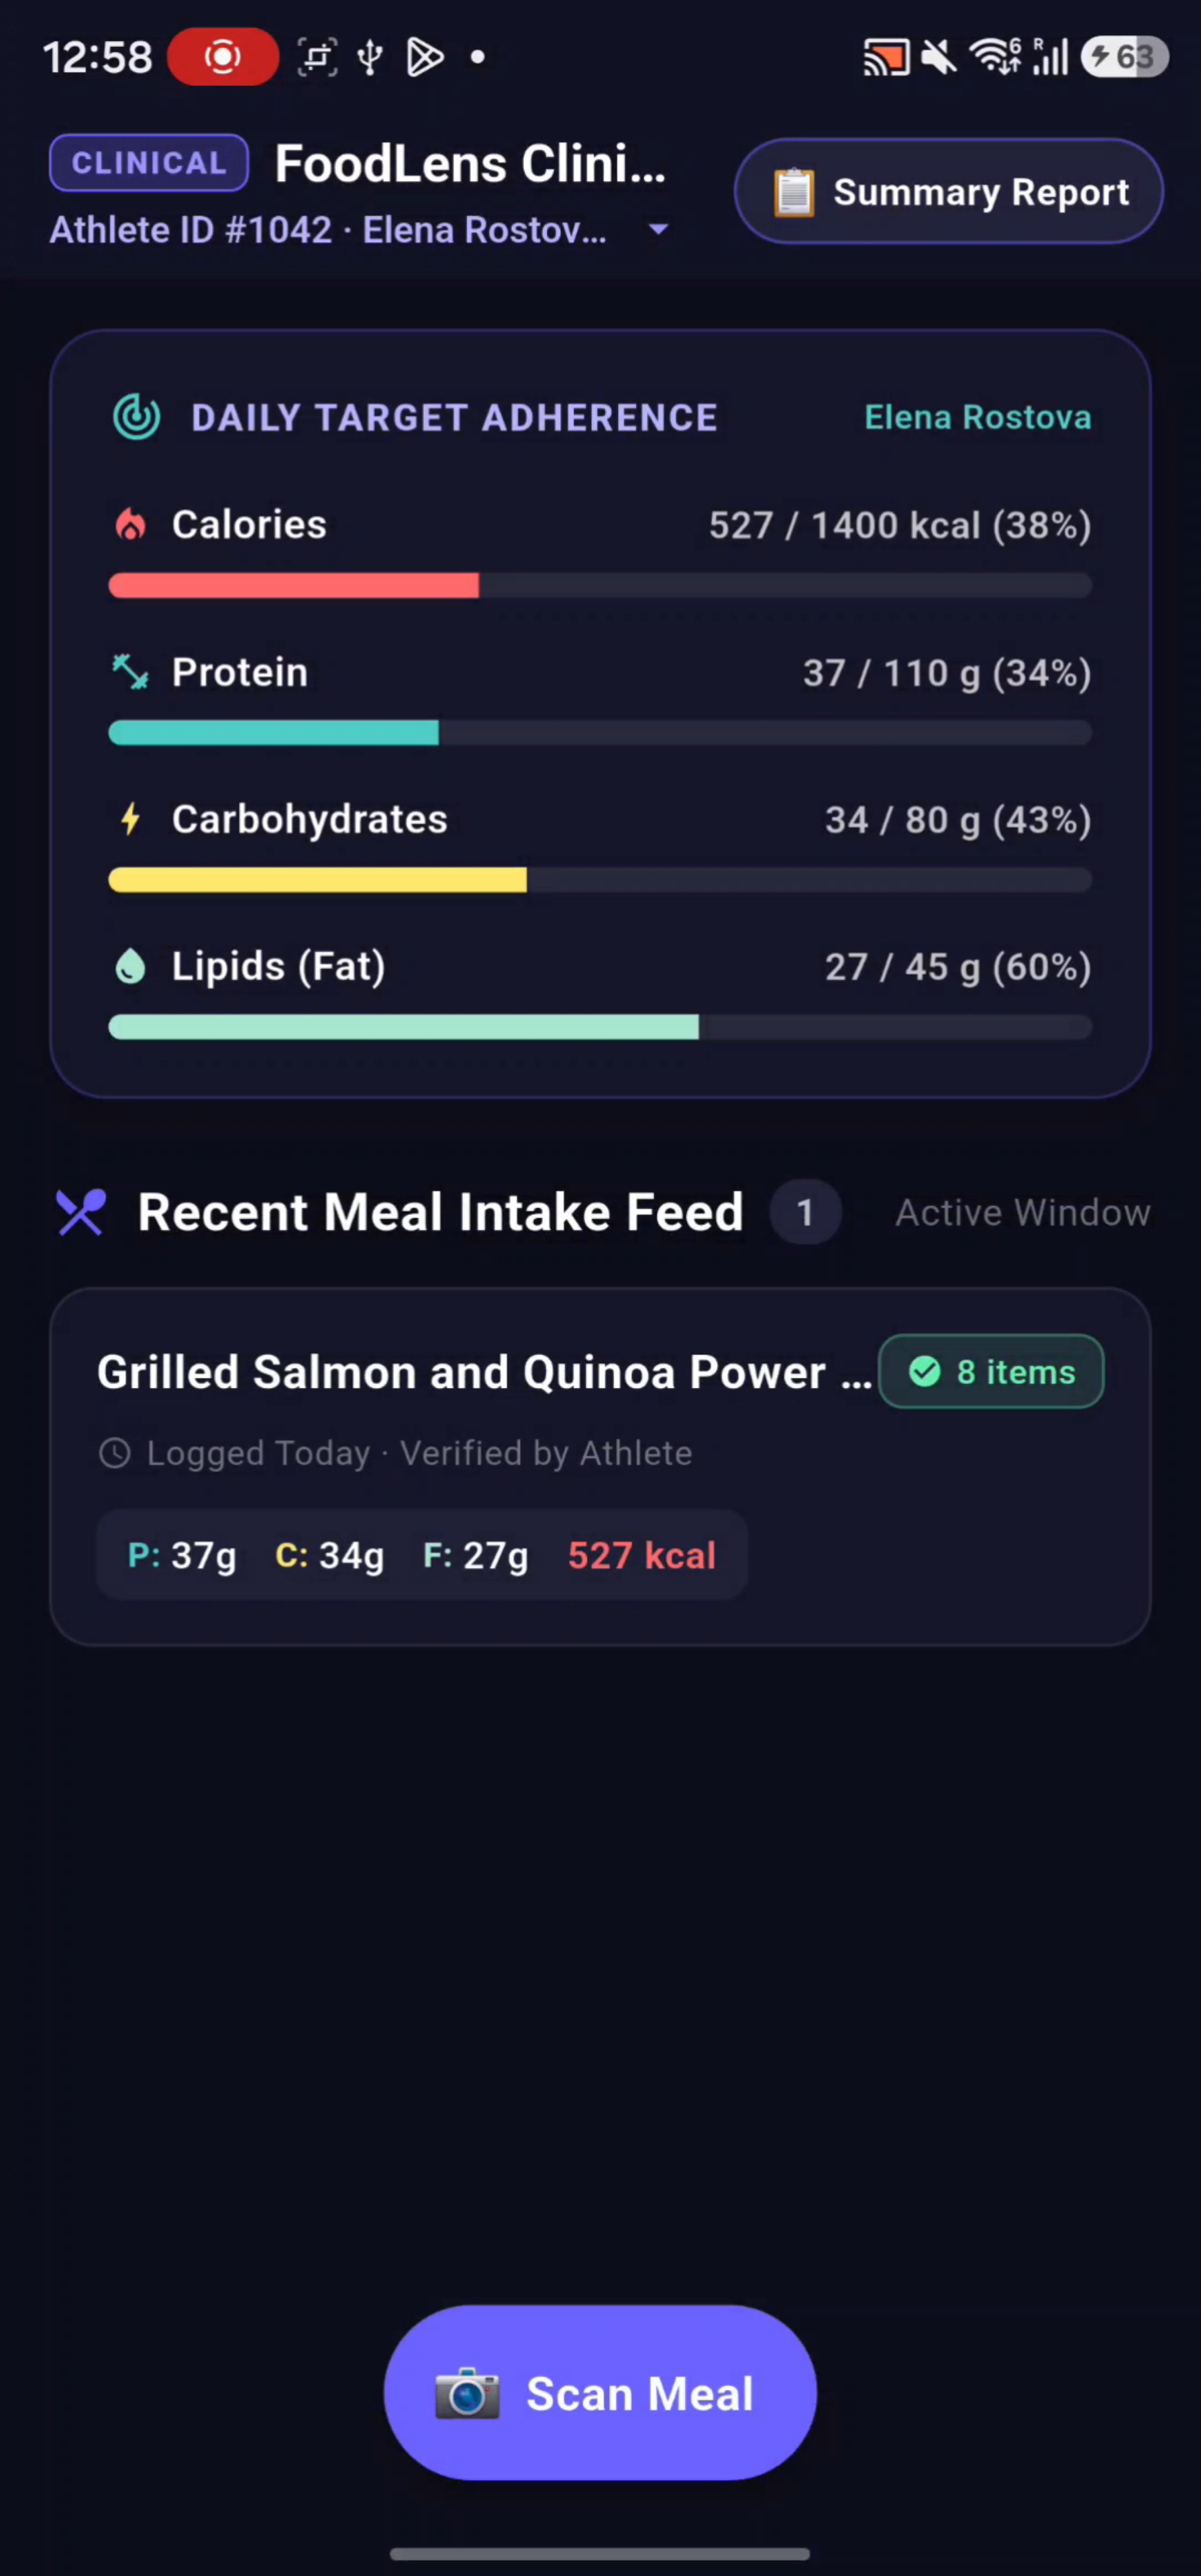 12:58
6
R
63
CLINICAL FoodLens Clini...
Athlete ID #1042 · Elena Rostov...
Summary Report
DAILY TARGET ADHERENCE Elena Rostova
Calories 527 / 1400 kcal (38%)
Protein 37 / 110 g (34%)
Carbohydrates 34 / 80 g (43%)
Lipids (Fat) 27 / 45 g (60%)
Recent Meal Intake Feed 1 Active Window
Grilled Salmon and Quinoa Power ... 8 items
Logged Today · Verified by Athlete
P: 37g C: 34g F: 27g 527 kcal
Scan Meal